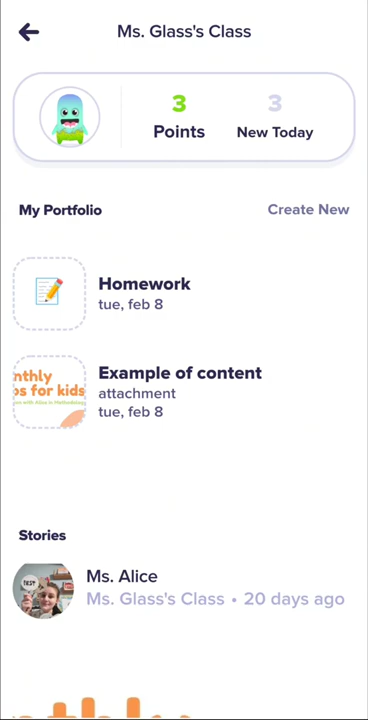 Ms. Glass's Class
3
Points
3
New Today
My Portfolio
Create New
Homework
tue, feb 8
nthly
os for kids
Example of content
attachment
tue, feb 8
Stories
Ms. Alice
Ms. Glass's Class • 20 days ago